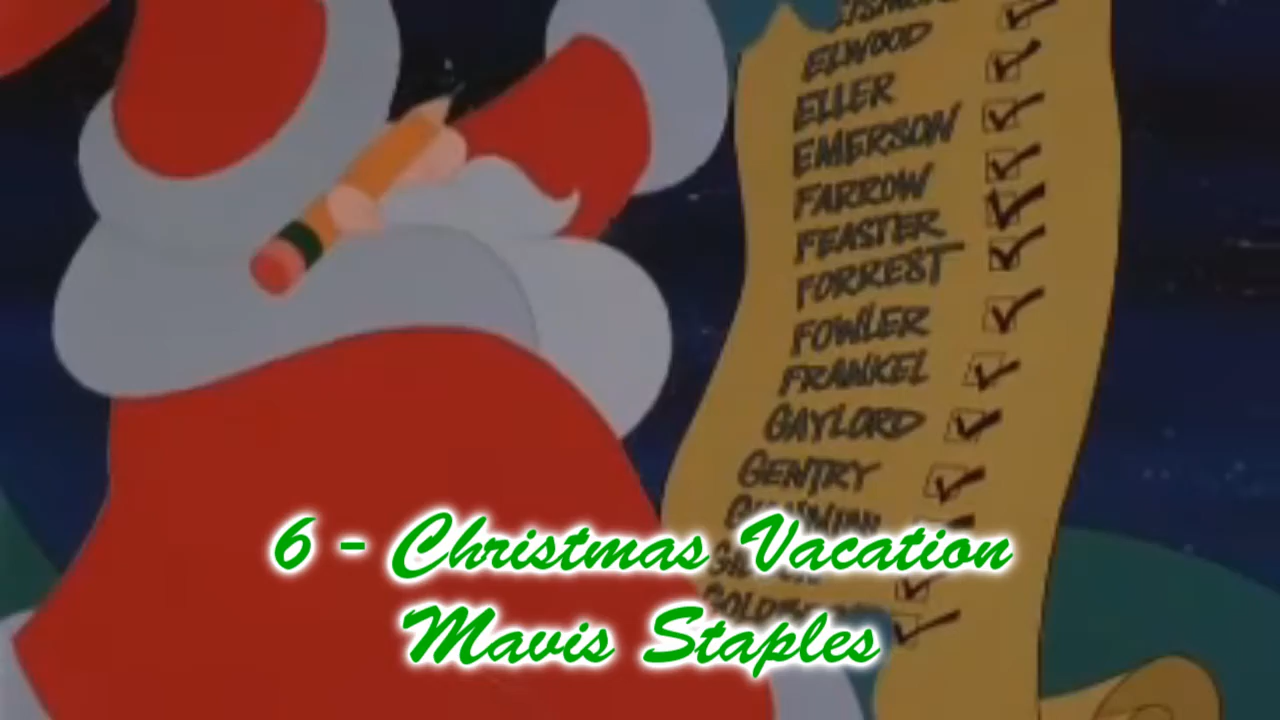 ELWOOD
ELLER
EMERSON
FARROW
FEASTER
FORREST
FOWLER
FRANKEL
GAYLORD
GENTRY
6 - Christmas Vacation
Mavis Staples